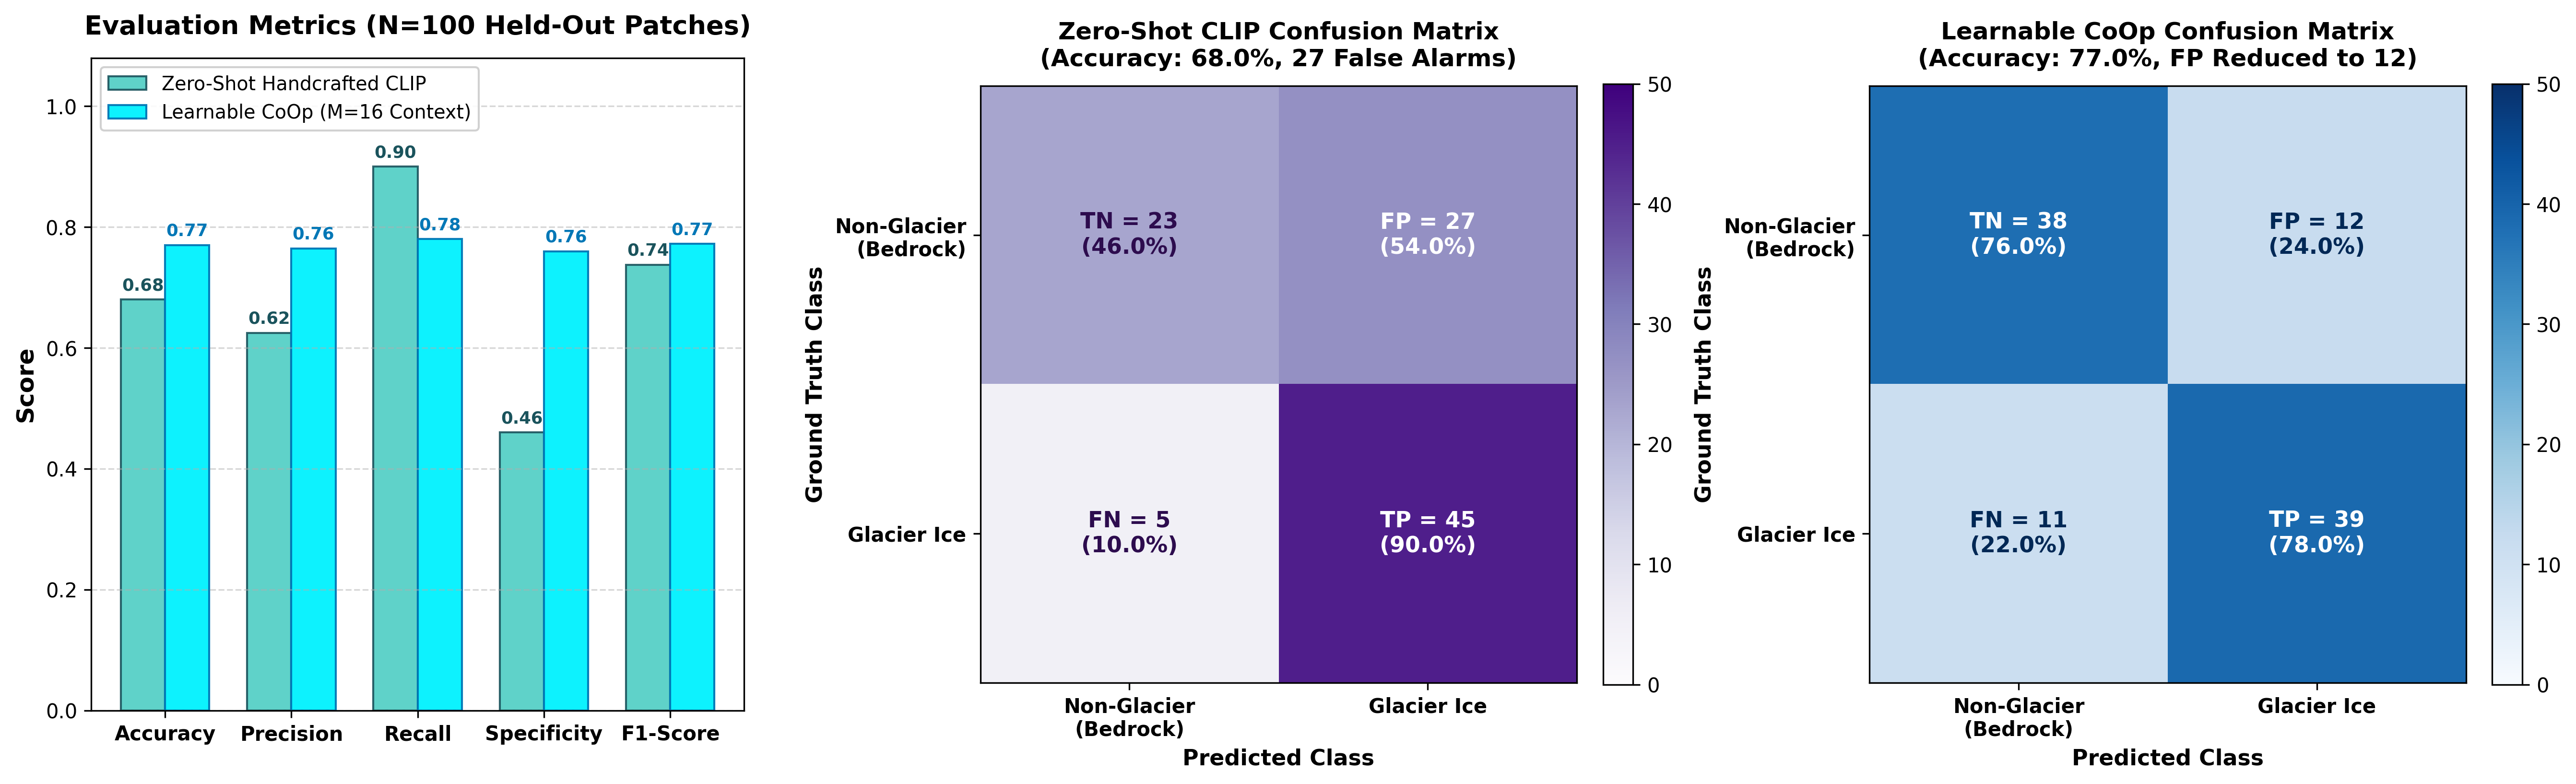 Evaluation Metrics (N=100 Held-Out Patches)
Zero-Shot Handcrafted CLIP
Learnable CoOp (M=16 Context)
Score
1.0
0.8
0.6
0.4
0.2
0.0
0.68
0.77
0.62
0.76
0.90
0.78
0.46
0.76
0.74
0.77
Accuracy
Precision
Recall
Specificity
F1-Score
Zero-Shot CLIP Confusion Matrix
(Accuracy: 68.0%, 27 False Alarms)
Ground Truth Class
Non-Glacier
(Bedrock)
Glacier Ice
TN = 23
(46.0%)
FP = 27
(54.0%)
FN = 5
(10.0%)
TP = 45
(90.0%)
Non-Glacier
(Bedrock)
Glacier Ice
Predicted Class
50
40
30
20
10
0
Learnable CoOp Confusion Matrix
(Accuracy: 77.0%, FP Reduced to 12)
Ground Truth Class
Non-Glacier
(Bedrock)
Glacier Ice
TN = 38
(76.0%)
FP = 12
(24.0%)
FN = 11
(22.0%)
TP = 39
(78.0%)
Non-Glacier
(Bedrock)
Glacier Ice
Predicted Class
50
40
30
20
10
0